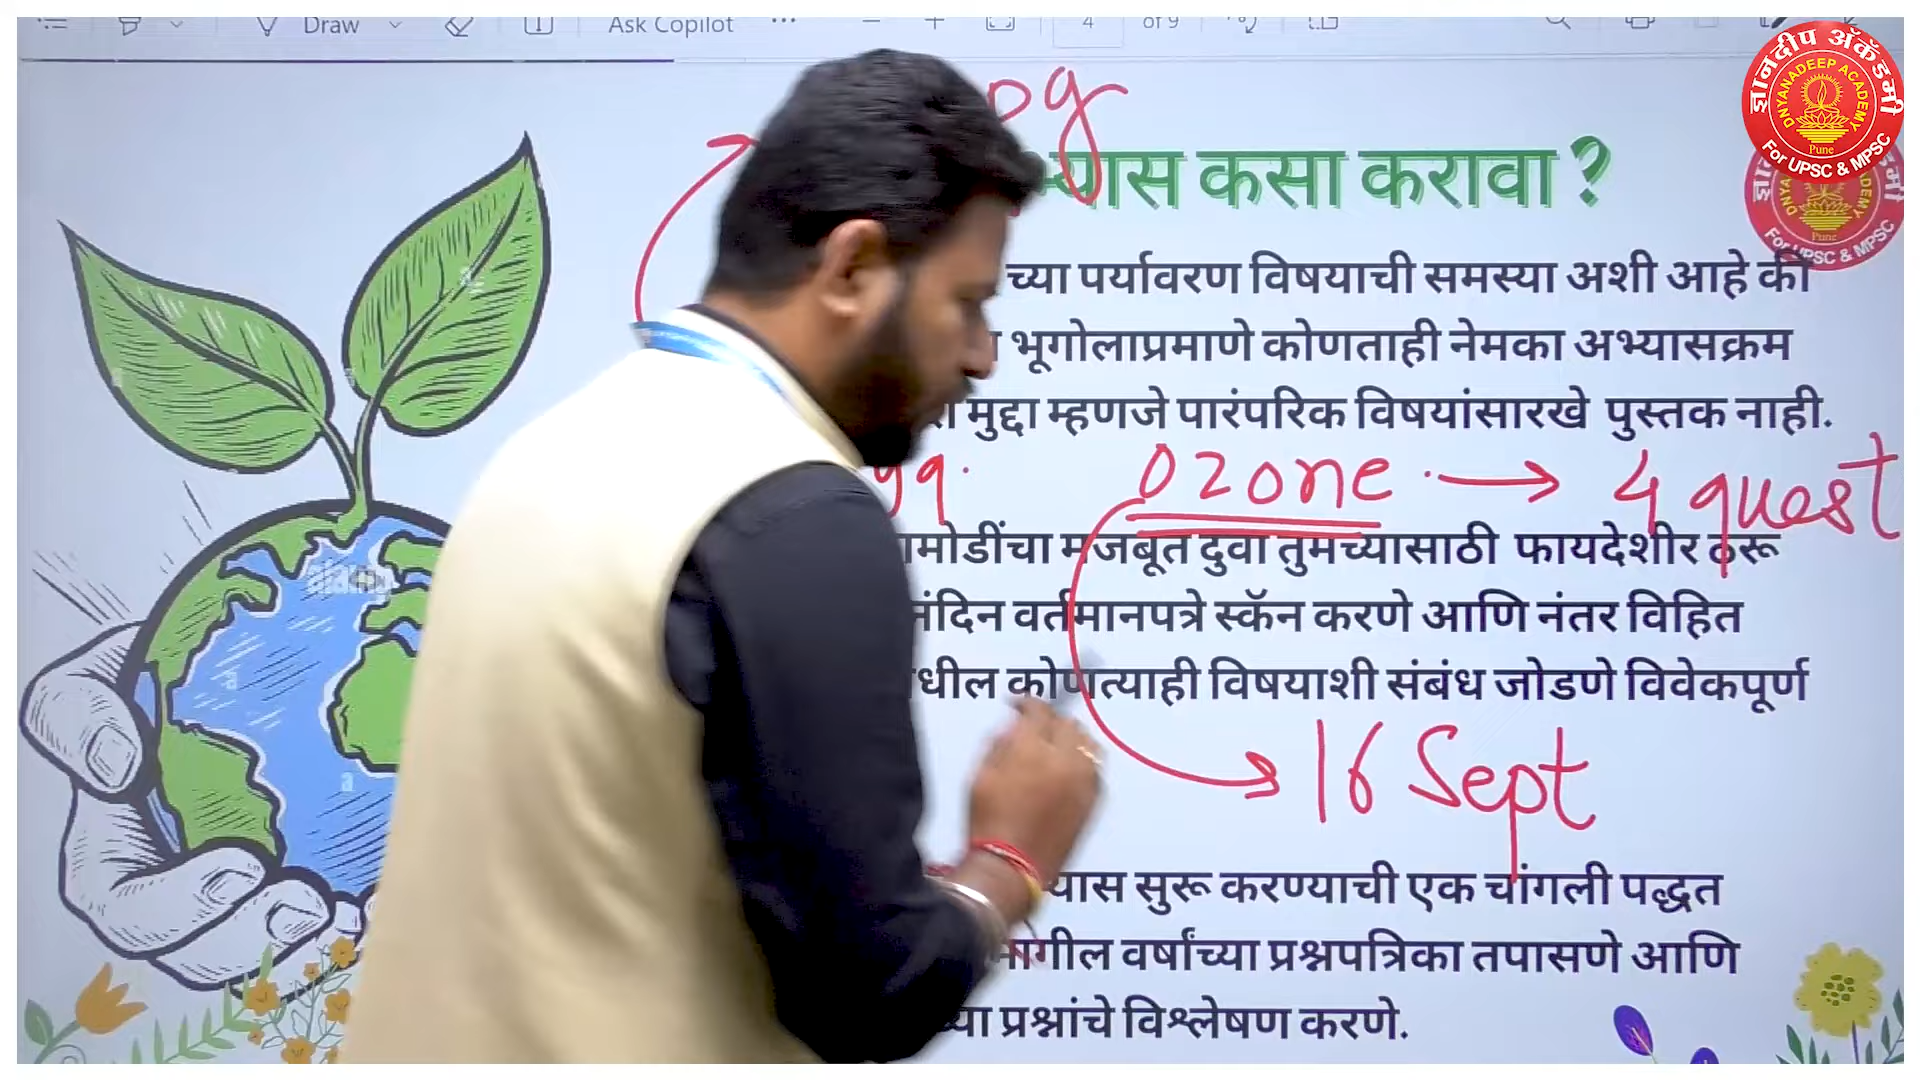 Draw
Ask Copilot
4 of 9
ज्ञानदीप अ‍ॅकॅडमी
DNYANADEEP ACADEMY
Pune
For UPSC & MPSC
कसा करावा ?
च्या पर्यावरण विषयाची समस्या अशी आहे की
भूगोलाप्रमाणे कोणताही नेमका अभ्यासक्रम
मुद्दा म्हणजे पारंपरिक विषयांसारखे पुस्तक नाही.
ozone → 4 quest
मजबूत दुवा तुमच्यासाठी फायदेशीर ठरू
वर्तमानपत्रे स्कॅन करणे आणि नंतर विहित
कोणत्याही विषयाशी संबंध जोडणे विवेकपूर्ण
16 Sept
सुरू करण्याची एक चांगली पद्धत
मागील वर्षांच्या प्रश्नपत्रिका तपासणे आणि
प्रश्नांचे विश्लेषण करणे.